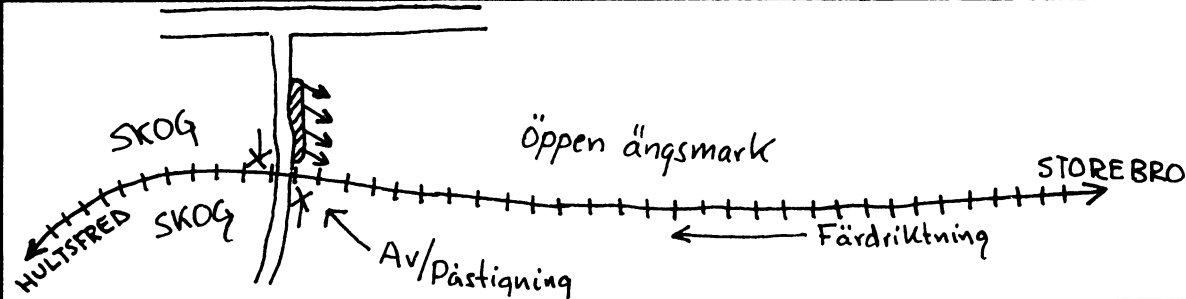 SKOG
Öppen ängsmark
STOREBRO
HULTSFRED
SKOG
Av/Påstigning
Färdriktning